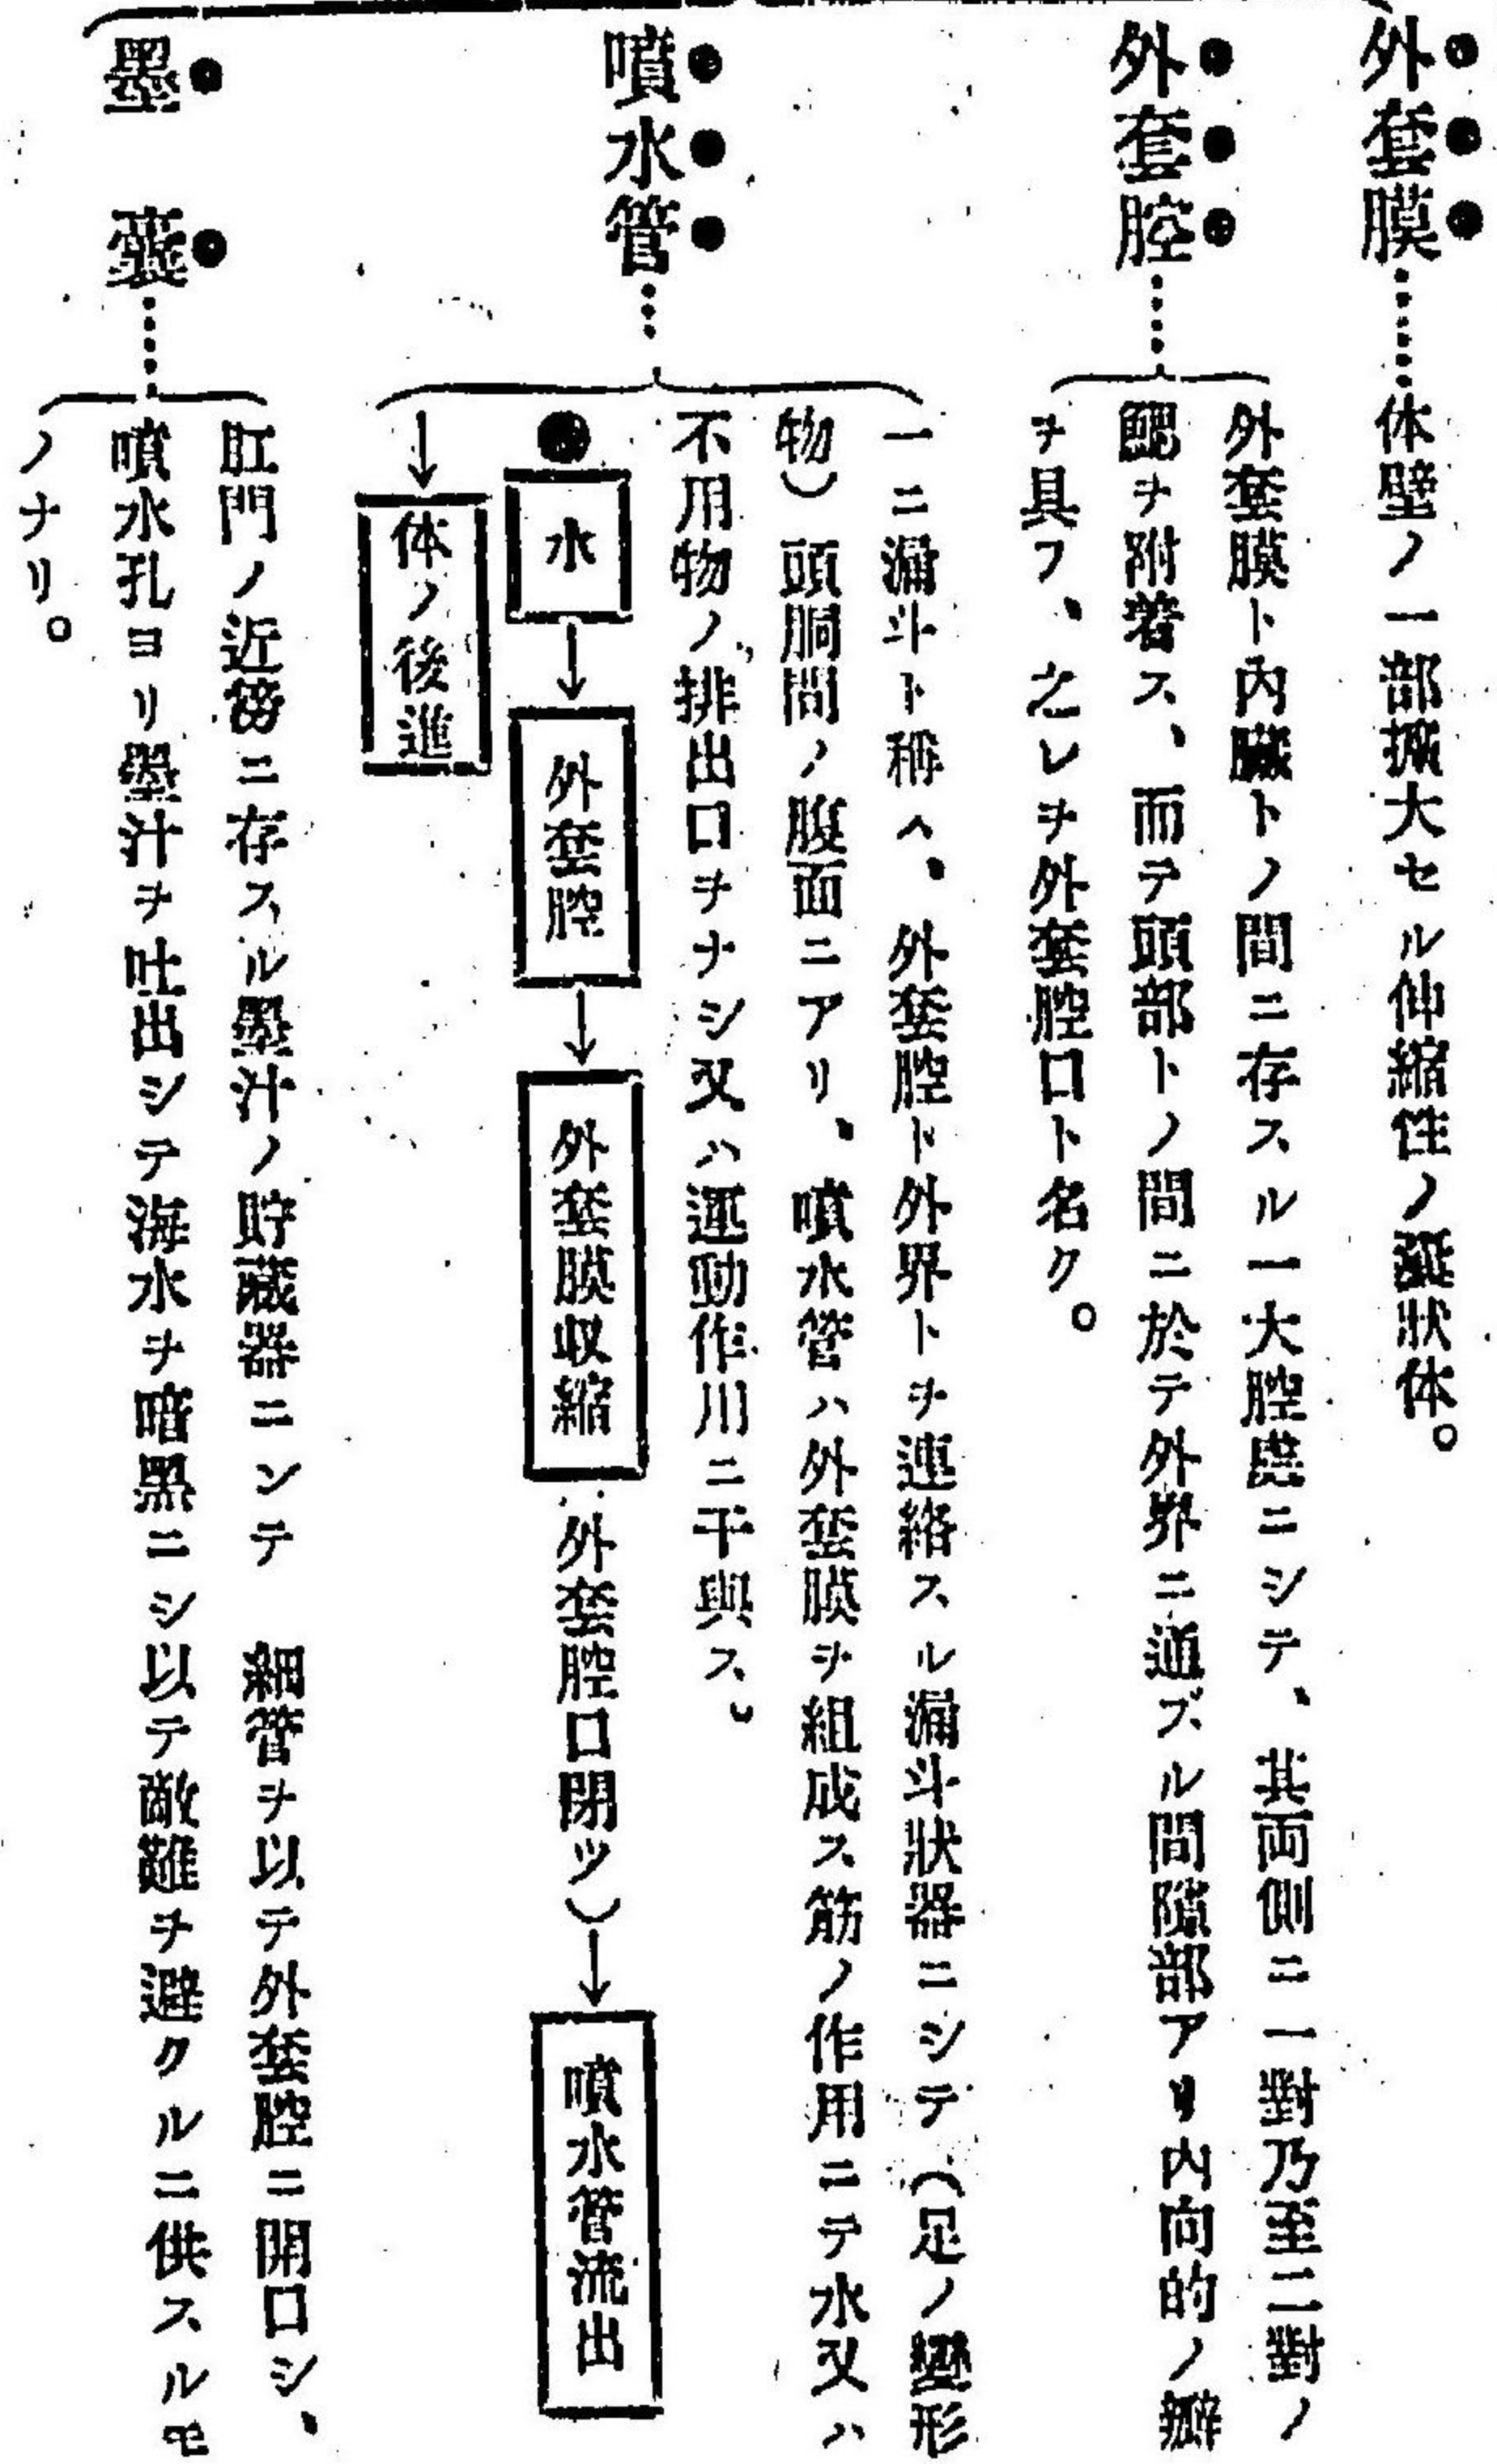 外套膜……体壁ノ一部擴大セル伸縮性ノ瓣狀体。
外套腔……
外套膜ト內臟トノ間ニ存スル一大腔處ニシテ、其両側ニ一對乃至二對ノ
鰓ヲ附着ス、而テ頭部トノ間ニ於テ外界ニ通ズル間隙部アリ內向的ノ瓣
ヲ具フ、之レヲ外套腔口ト名ク。
噴水管…
一ニ漏斗ト稱ヘ、外套腔ト外界トヲ連絡スル漏斗狀器ニシテ（足ノ變形
物）頭胴間ノ腹面ニアリ、噴水管ハ外套膜ヲ組成ス筋ノ作用ニテ水又ハ
不用物ノ排出口ヲナシ又ハ運動作川ニ干與ス。
水→外套腔→外套膜収縮 外套腔口閉ツ）→噴水管流出
→体ノ後進
墨嚢……
肛門ノ近傍ニ存スル墨汁ノ貯蔵器ニンテ 細管ヲ以テ外套腔ニ開口シ、
噴水孔ヨリ墨汁ヲ吐出シテ海水ヲ暗黒ニシ以テ敵難ヲ避クルニ供スルモ
ノナリ。